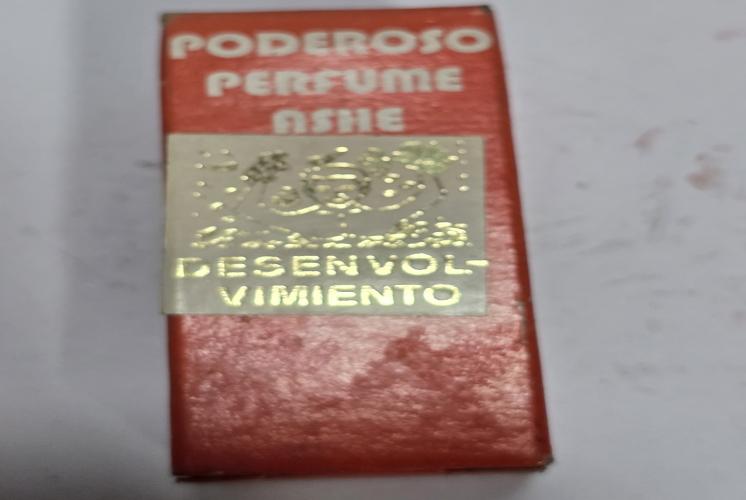 PODEROSO
PERFUME
ASHE
DESENVOL-
VIMIENTO